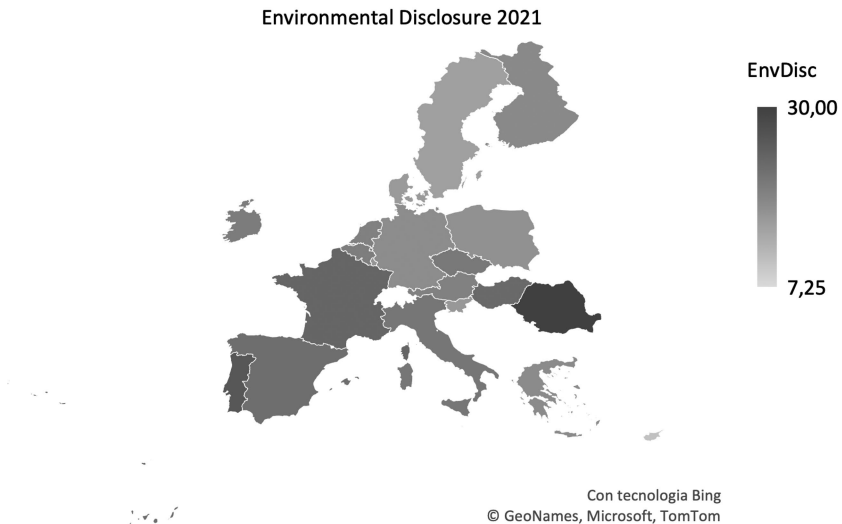 Environmental Disclosure 2021
EnvDisc
30,00
7,25
Con tecnologia Bing
© GeoNames, Microsoft, TomTom